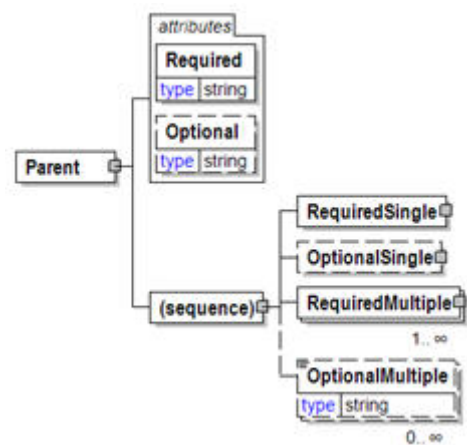 attributes
Required
type string
Optional
type string
Parent
RequiredSingle
OptionalSingle
(sequence)
RequiredMultiple
1.. ∞
OptionalMultiple
type string
0.. ∞